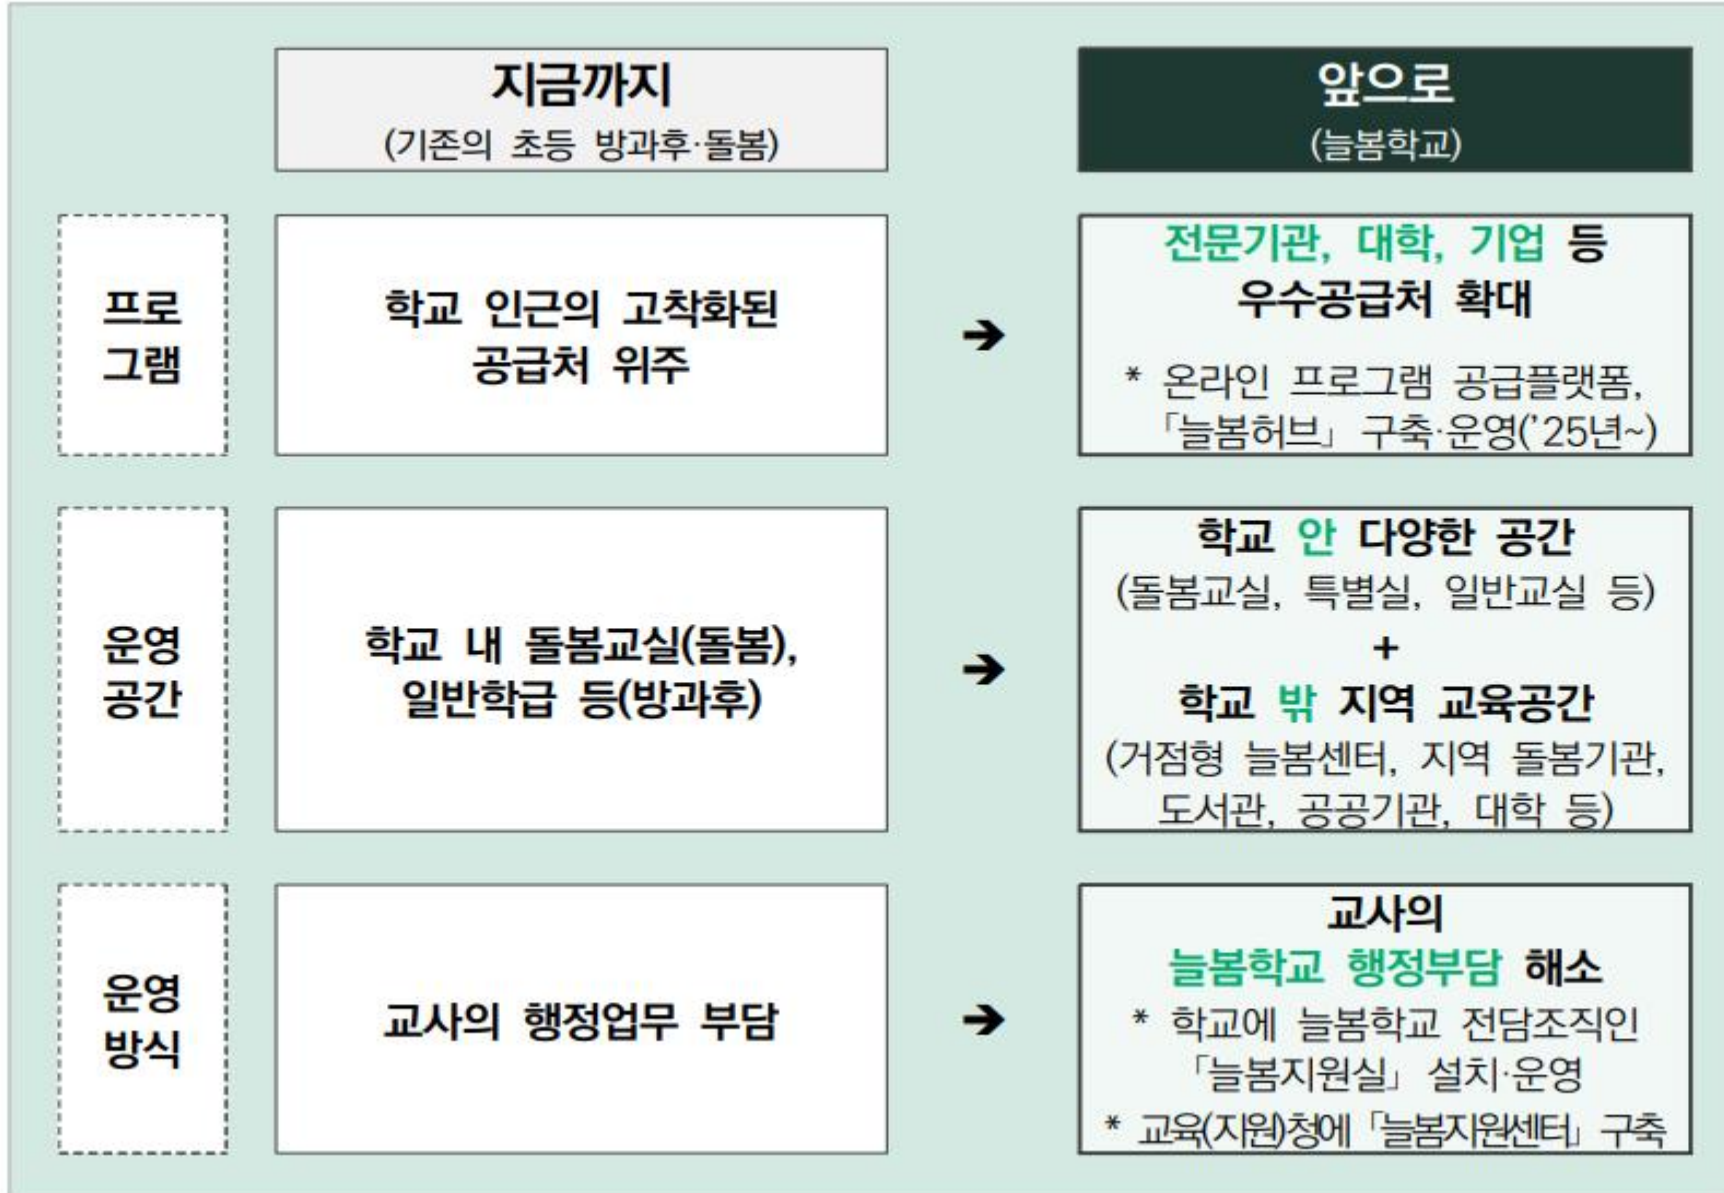 지금까지
(기존의 초등 방과후·돌봄)
앞으로
(늘봄학교)
프로
그램
학교 인근의 고착화된
공급처 위주
➔
전문기관, 대학, 기업 등
우수공급처 확대
* 온라인 프로그램 공급플랫폼,
「늘봄허브」 구축·운영(’25년~)
운영
공간
학교 내 돌봄교실(돌봄),
일반학급 등(방과후)
➔
학교 안 다양한 공간
(돌봄교실, 특별실, 일반교실 등)
+
학교 밖 지역 교육공간
(거점형 늘봄센터, 지역 돌봄기관,
도서관, 공공기관, 대학 등)
운영
방식
교사의 행정업무 부담
➔
교사의
늘봄학교 행정부담 해소
* 학교에 늘봄학교 전담조직인
「늘봄지원실」 설치·운영
* 교육(지원)청에 「늘봄지원센터」 구축